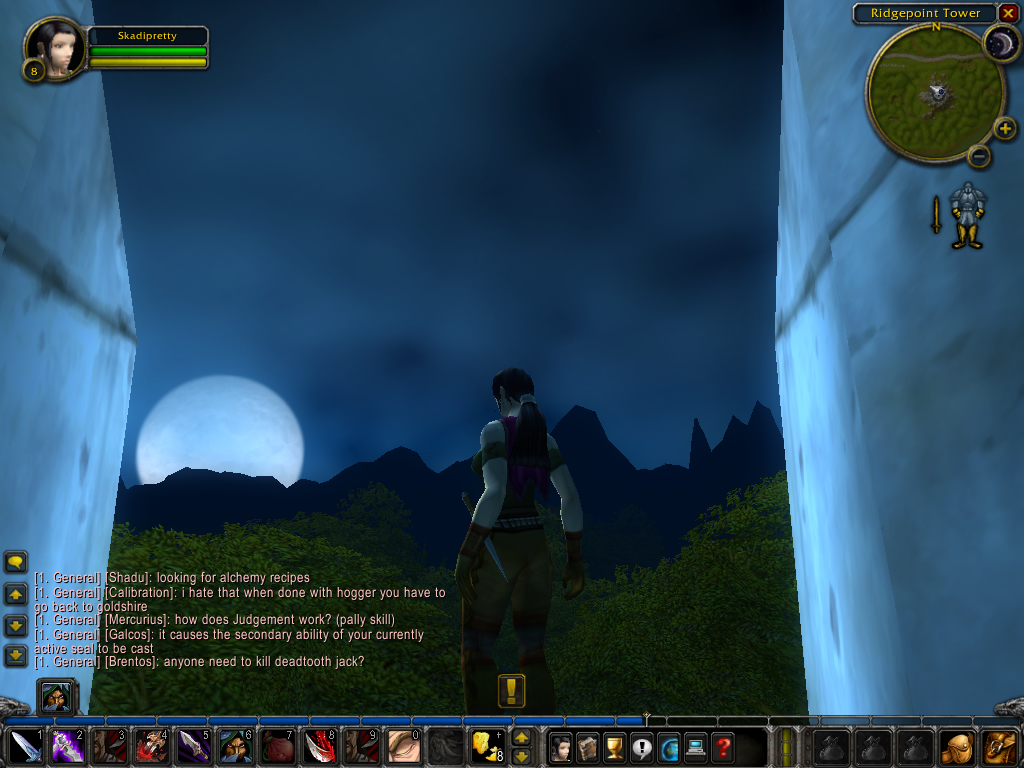 Skadipretty
8
Ridgepoint Tower
N
[1. General] [Shadu]: looking for alchemy recipes
[1. General] [Calibration]: i hate that when done with hogger you have to
go back to goldshire
[1. General] [Mercurius]: how does Judgement work? (pally skill)
[1. General] [Galcos]: it causes the secondary ability of your currently
active seal to be cast
[1. General] [Brentos]: anyone need to kill deadtooth jack?
1 2 3 4 5 6 7 8 9 0
8